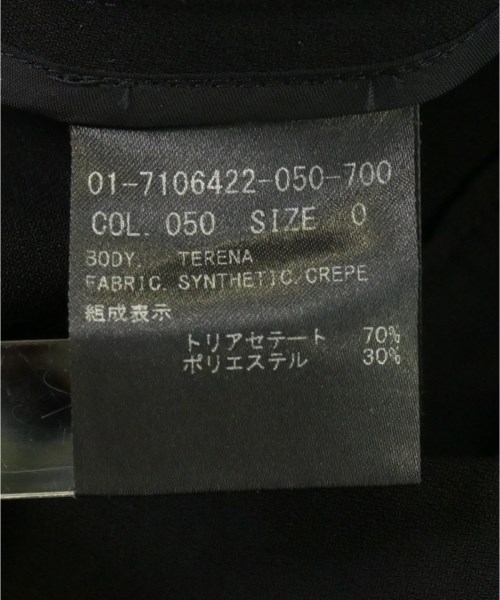 01-7106422-050-700
COL. 050 SIZE 0
BODY. TERENA
FABRIC. SYNTHETIC. CREPE
組成表示
トリアセテート 70%
ポリエステル 30%